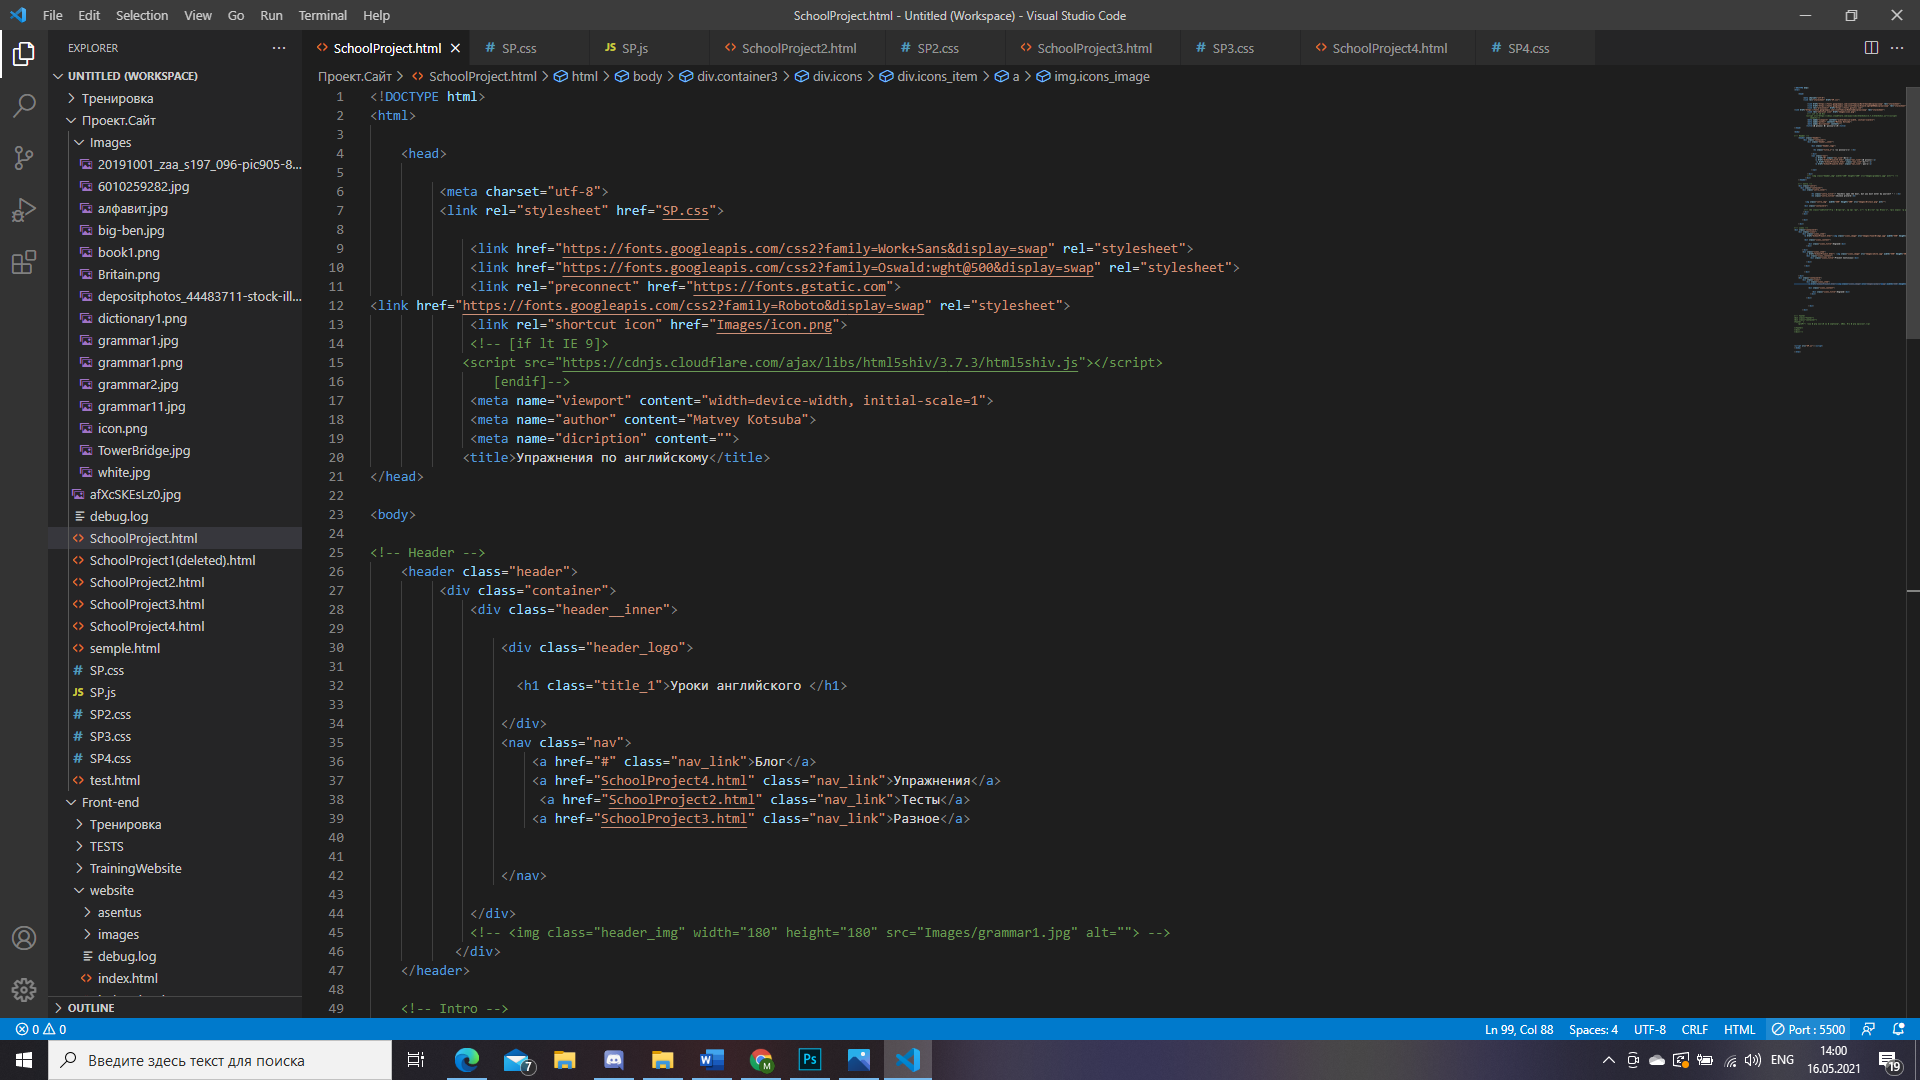 File Edit Selection View Go Run Terminal Help
SchoolProject.html - Untitled (Workspace) - Visual Studio Code
EXPLORER
UNTITLED (WORKSPACE)
Тренировка
Проект.Сайт
Images
20191001_zaa_s197_096-pic905-8...
6010259282.jpg
алфавит.jpg
big-ben.jpg
book1.png
Britain.png
depositphotos_44483711-stock-ill...
dictionary1.png
grammar1.jpg
grammar1.png
grammar2.jpg
grammar11.jpg
icon.png
TowerBridge.jpg
white.jpg
afXcSKEsLz0.jpg
debug.log
SchoolProject.html
SchoolProject1(deleted).html
SchoolProject2.html
SchoolProject3.html
SchoolProject4.html
semple.html
SP.css
JS SP.js
SP2.css
SP3.css
SP4.css
test.html
Front-end
Тренировка
TESTS
TrainingWebsite
website
asentus
images
debug.log
index.html
OUTLINE
SchoolProject.html # SP.css JS SP.js SchoolProject2.html # SP2.css SchoolProject3.html # SP3.css SchoolProject4.html # SP4.css
Проект.Сайт > SchoolProject.html > html > body > div.container3 > div.icons > div.icons_item > a > img.icons_image
1 <!DOCTYPE html>
2 <html>
3
4 <head>
5
6 <meta charset="utf-8">
7 <link rel="stylesheet" href="SP.css">
8
9 <link href="https://fonts.googleapis.com/css2?family=Work+Sans&display=swap" rel="stylesheet">
10 <link href="https://fonts.googleapis.com/css2?family=Oswald:wght@500&display=swap" rel="stylesheet">
11 <link rel="preconnect" href="https://fonts.gstatic.com">
12 <link href="https://fonts.googleapis.com/css2?family=Roboto&display=swap" rel="stylesheet">
13 <link rel="shortcut icon" href="Images/icon.png">
14 <!-- [if lt IE 9]>
15 <script src="https://cdnjs.cloudflare.com/ajax/libs/html5shiv/3.7.3/html5shiv.js"></script>
16 [endif]-->
17 <meta name="viewport" content="width=device-width, initial-scale=1">
18 <meta name="author" content="Matvey Kotsuba">
19 <meta name="dicription" content="">
20 <title>Упражнения по английскому</title>
21 </head>
22
23 <body>
24
25 <!-- Header -->
26 <header class="header">
27 <div class="container">
28 <div class="header__inner">
29
30 <div class="header_logo">
31
32 <h1 class="title_1">Уроки английского </h1>
33
34 </div>
35 <nav class="nav">
36 <a href="#" class="nav_link">Блог</a>
37 <a href="SchoolProject4.html" class="nav_link">Упражнения</a>
38 <a href="SchoolProject2.html" class="nav_link">Тесты</a>
39 <a href="SchoolProject3.html" class="nav_link">Разное</a>
40
41
42 </nav>
43
44 </div>
45 <!-- <img class="header_img" width="180" height="180" src="Images/grammar1.jpg" alt=""> -->
46 </div>
47 </header>
48
49 <!-- Intro -->
0 0
Ln 99, Col 88 Spaces: 4 UTF-8 CRLF HTML Port : 5500
Введите здесь текст для поиска
7
W
M
Ps
ENG
14:00
16.05.2021
19